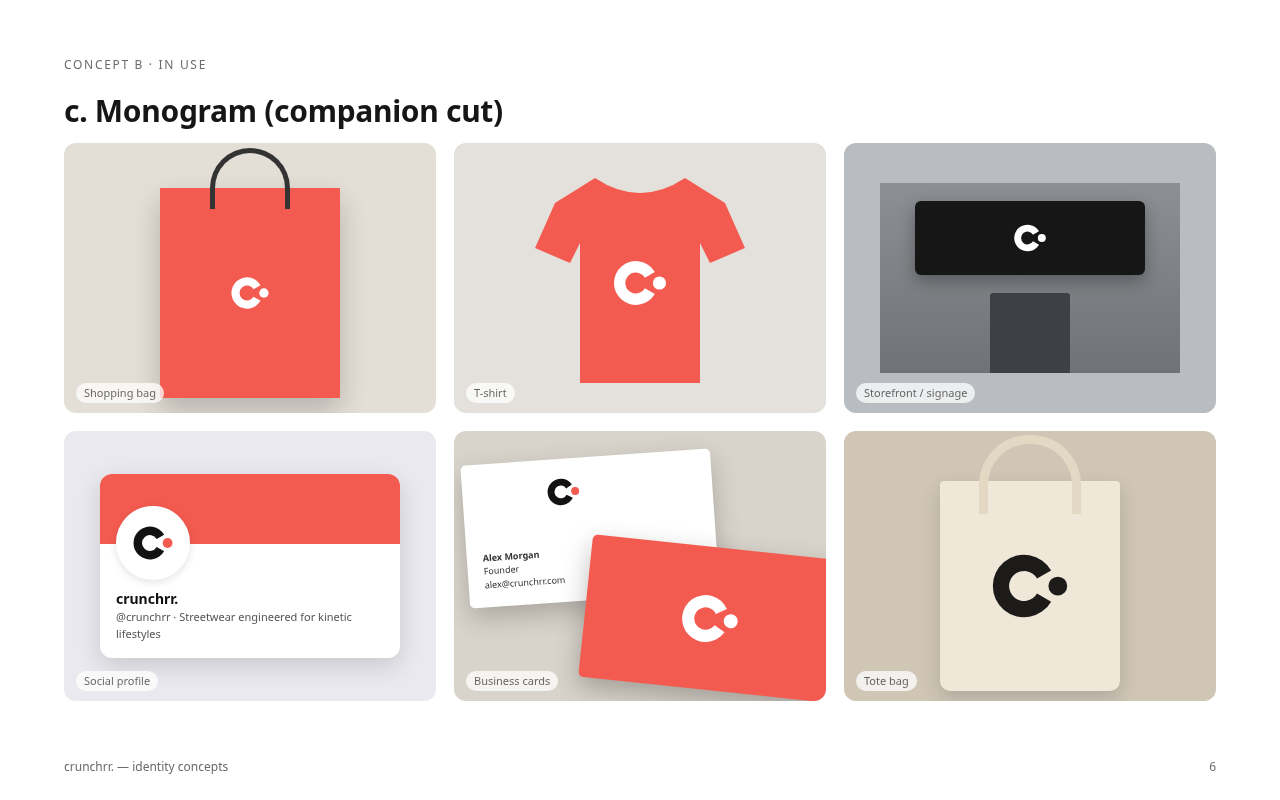 CONCEPT B · IN USE
c. Monogram (companion cut)
Shopping bag
T-shirt
Storefront / signage
crunchrr.
@crunchrr · Streetwear engineered for kinetic
lifestyles
Social profile
Alex Morgan
Founder
alex@crunchrr.com
Business cards
Tote bag
crunchrr. — identity concepts
6